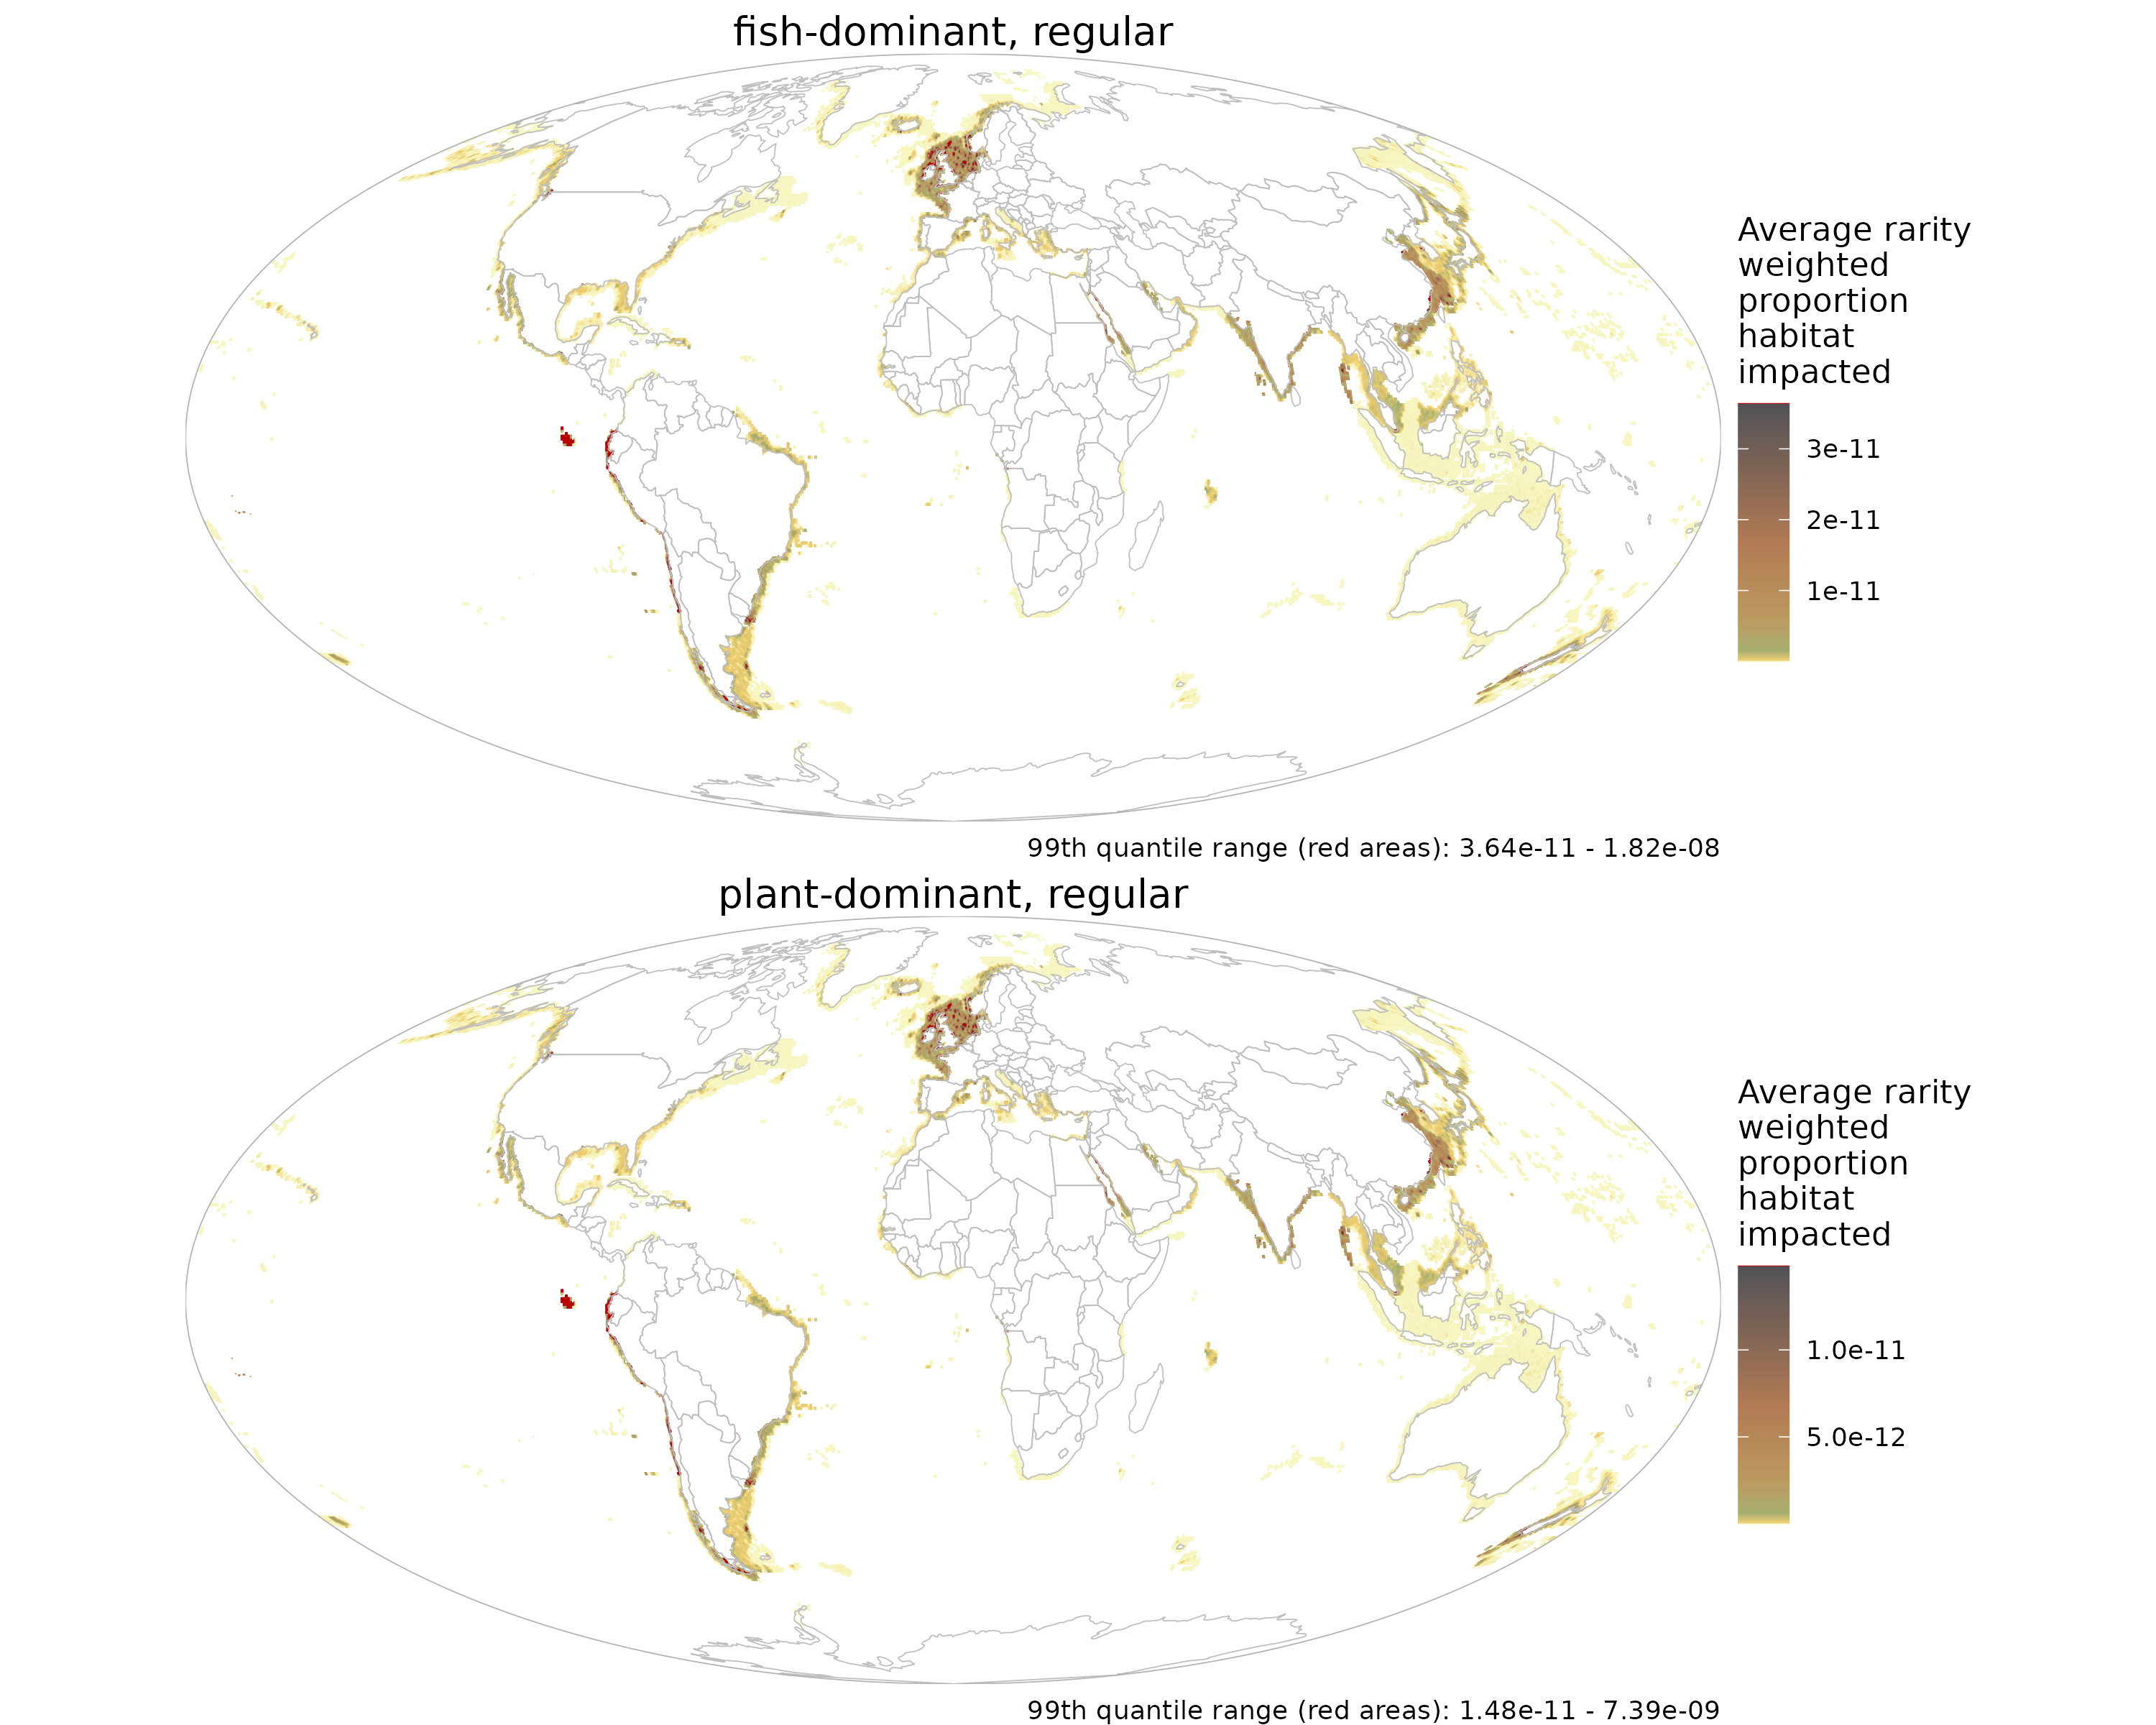 fish-dominant, regular
Average rarity
weighted
proportion
habitat
impacted
3e-11
2e-11
1e-11
99th quantile range (red areas): 3.64e-11 - 1.82e-08
plant-dominant, regular
Average rarity
weighted
proportion
habitat
impacted
1.0e-11
5.0e-12
99th quantile range (red areas): 1.48e-11 - 7.39e-09